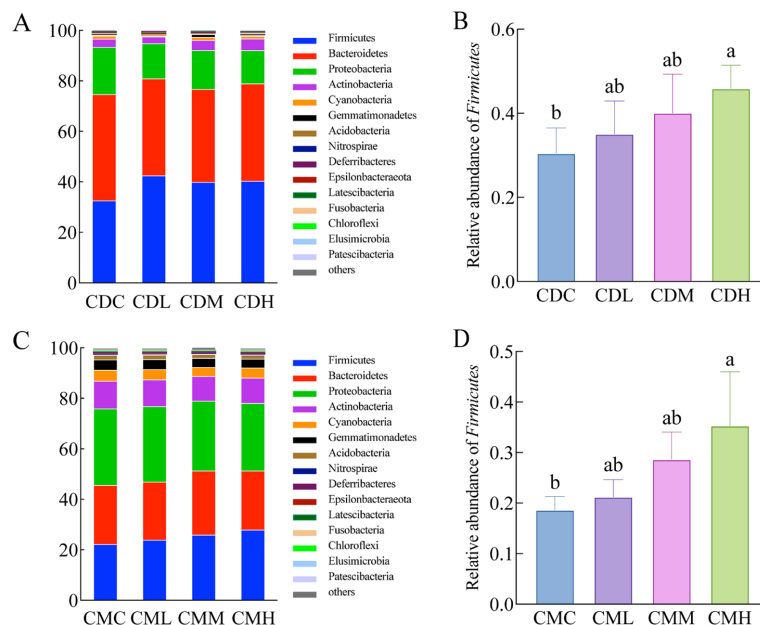 A
100
80
60
40
20
0
CDC CDL CDM CDH
Firmicutes
Bacteroidetes
Proteobacteria
Actinobacteria
Cyanobacteria
Gemmatimonadetes
Acidobacteria
Nitrospirae
Deferribacteres
Epsilonbacteraeota
Latescibacteria
Fusobacteria
Chloroflexi
Elusimicrobia
Patescibacteria
others
B
Relative abundance of Firmicutes
0.6
0.4
0.2
0.0
b
ab
ab
a
CDC CDL CDM CDH
C
100
80
60
40
20
0
CMC CML CMM CMH
Firmicutes
Bacteroidetes
Proteobacteria
Actinobacteria
Cyanobacteria
Gemmatimonadetes
Acidobacteria
Nitrospirae
Deferribacteres
Epsilonbacteraeota
Latescibacteria
Fusobacteria
Chloroflexi
Elusimicrobia
Patescibacteria
others
D
Relative abundance of Firmicutes
0.5
0.4
0.3
0.2
0.1
0.0
b
ab
ab
a
CMC CML CMM CMH